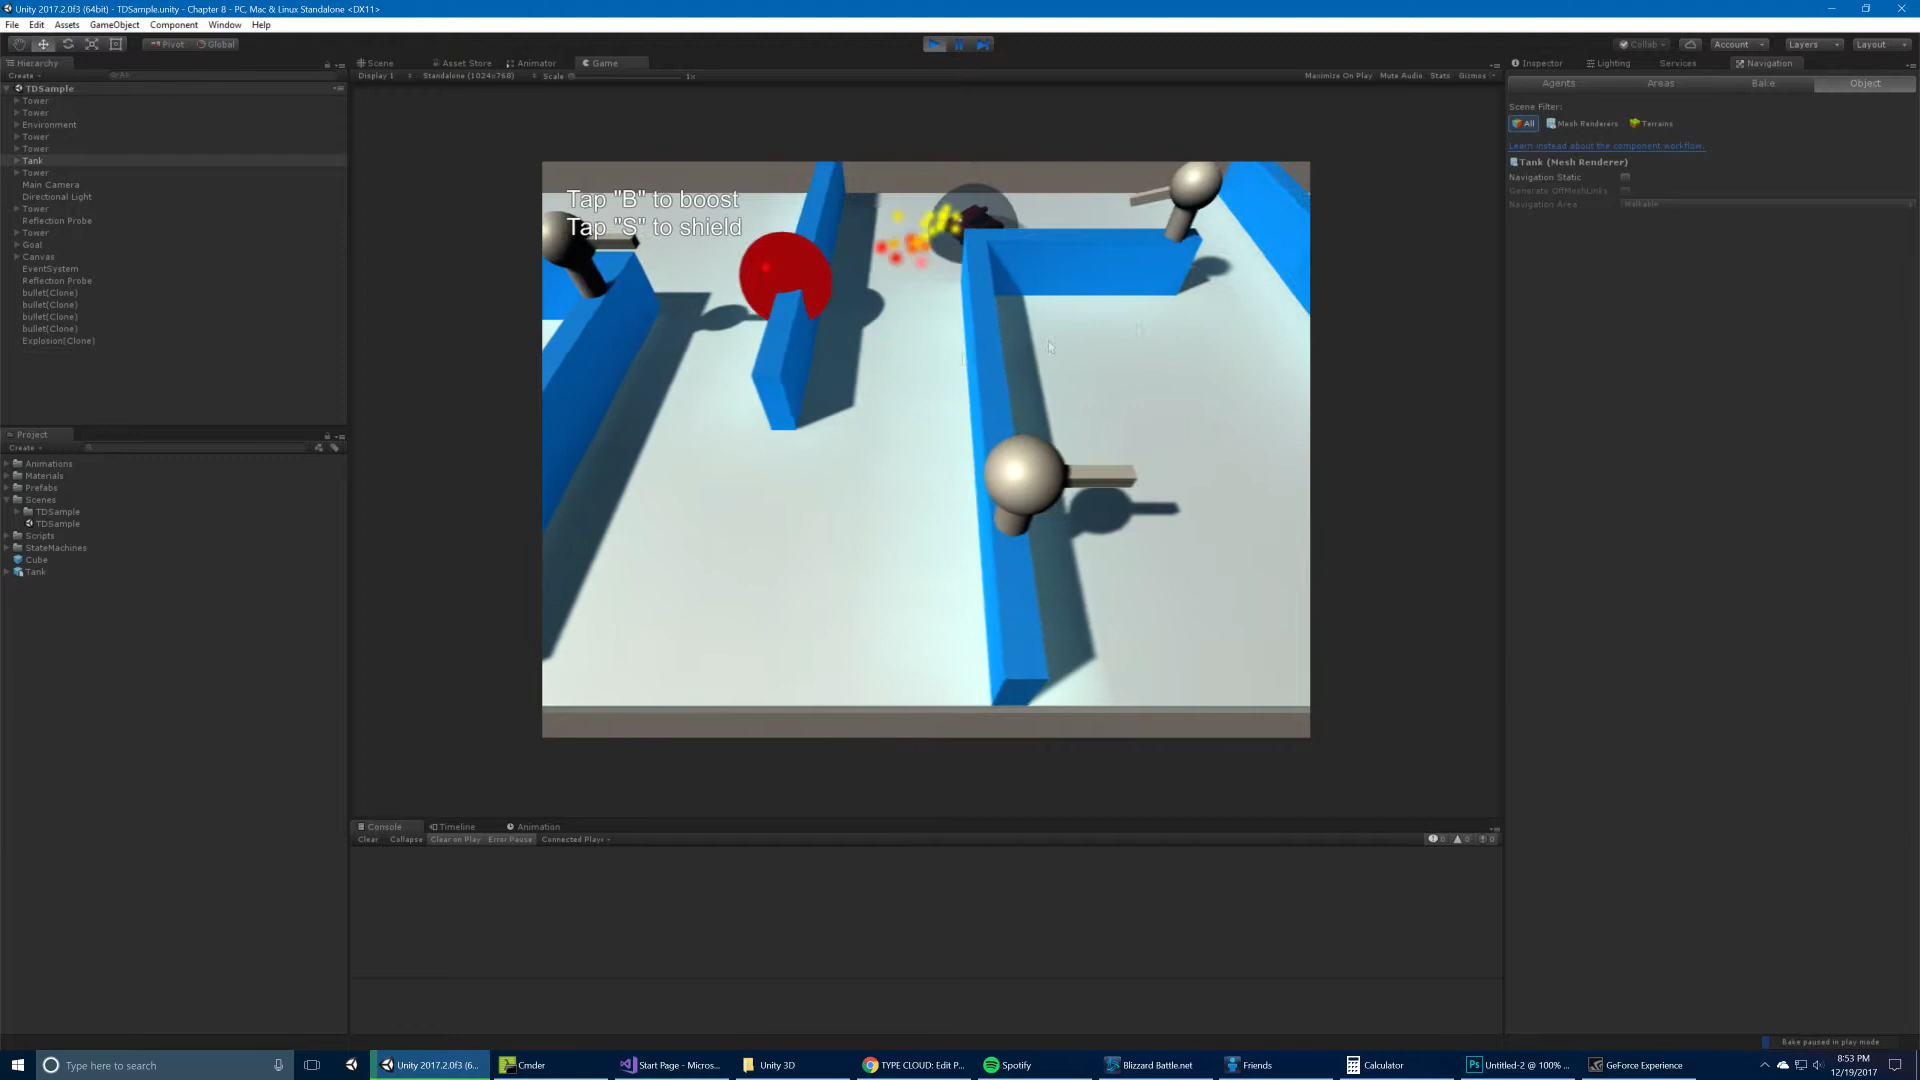 Unity 2017.2.0f3 (64bit) - TDSample.unity - Chapter 8 - PC, Mac & Linux Standalone <DX11>
File Edit Assets GameObject Component Window Help
Pivot Global Collab Account Layers Layout
Hierarchy
Create All
TDSample
Tower
Tower
Environment
Tower
Tower
Tank
Tower
Main Camera
Directional Light
Tower
Reflection Probe
Tower
Goal
Canvas
EventSystem
Reflection Probe
bullet(Clone)
bullet(Clone)
bullet(Clone)
bullet(Clone)
Explosion(Clone)
Project
Create
Animations
Materials
Prefabs
Scenes
TDSample
TDSample
Scripts
StateMachines
Cube
Tank
Scene Asset Store Animator Game
Display 1 Standalone (1024x768) Scale 1x Maximize On Play Mute Audio Stats Gizmos
Tap "B" to boost
Tap "S" to shield
Console Timeline Animation
Clear Collapse Clear on Play Error Pause Connected Play 0 0 0
Inspector Lighting Services Navigation
Agents Areas Bake Object
Scene Filter:
All Mesh Renderers Terrains
Learn instead about the component workflow.
Tank (Mesh Renderer)
Navigation Static
Generate OffMeshLinks
Navigation Area Walkable
Bake paused in play mode
Type here to search
Unity 2017.2.0f3 (6...
Cmder
Start Page - Micros...
Unity 3D
TYPE CLOUD: Edit P...
Spotify
Blizzard Battle.net
Friends
Calculator
Untitled-2 @ 100% ...
GeForce Experience
8:53 PM
12/19/2017